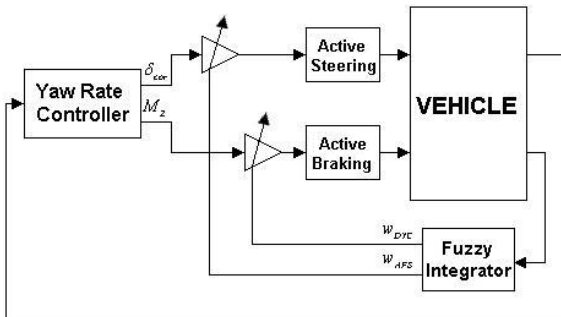 Yaw Rate
Controller
δcor
Mz
Active
Steering
Active
Braking
VEHICLE
wDYC
wAFS
Fuzzy
Integrator